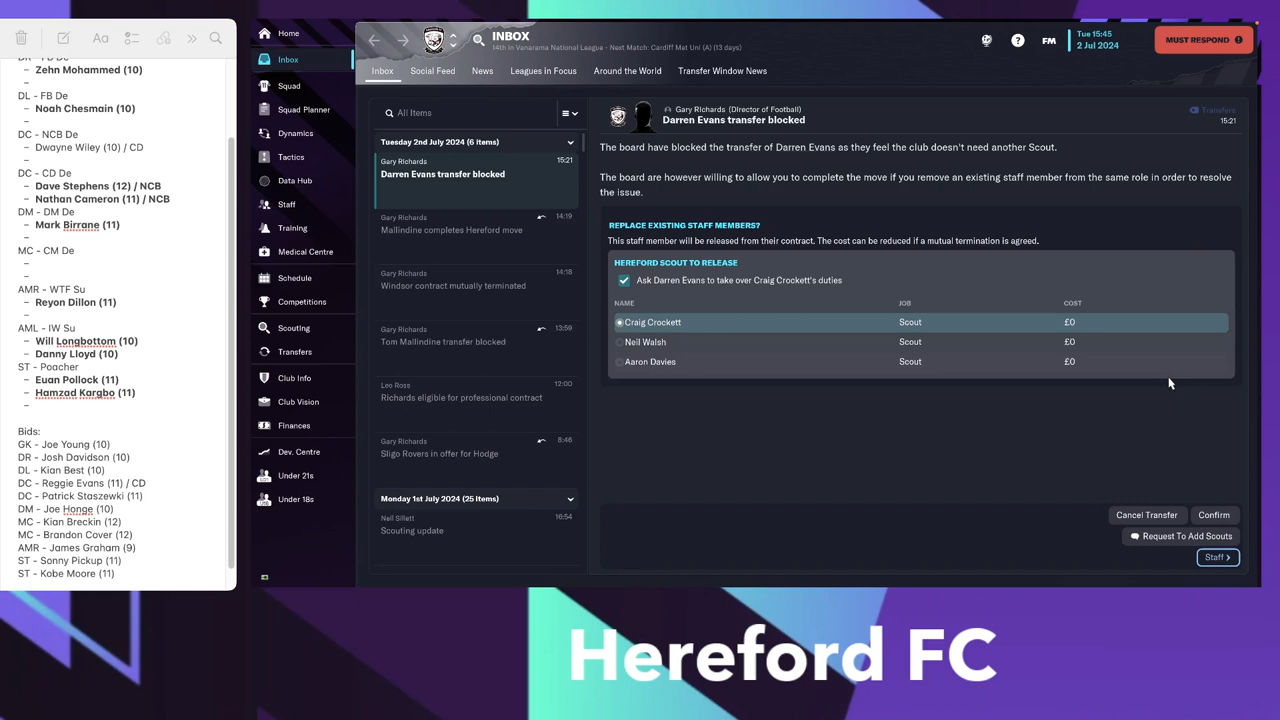 Aa
DR - FB De
– Zehn Mohammed (10)
–
DL - FB De
– Noah Chesmain (10)
–
DC - NCB De
– Dwayne Wiley (10) / CD
–
DC - CD De
– Dave Stephens (12) / NCB
– Nathan Cameron (11) / NCB
DM - DM De
– Mark Birrane (11)
–
MC - CM De
–
–
AMR - WTF Su
– Reyon Dillon (11)
–
AML - IW Su
– Will Longbottom (10)
– Danny Lloyd (10)
ST - Poacher
– Euan Pollock (11)
– Hamzad Kargbo (11)
–
Bids:
GK - Joe Young (10)
DR - Josh Davidson (10)
DL - Kian Best (10)
DC - Reggie Evans (11) / CD
DC - Patrick Staszewki (11)
DM - Joe Honge (10)
MC - Kian Breckin (12)
MC - Brandon Cover (12)
AMR - James Graham (9)
ST - Sonny Pickup (11)
ST - Kobe Moore (11)
Home
Inbox
Squad
Squad Planner
Dynamics
Tactics
Data Hub
Staff
Training
Medical Centre
Schedule
Competitions
Scouting
Transfers
Club Info
Club Vision
Finances
Dev. Centre
Under 21s
Under 18s
INBOX
14th in Vanarama National League - Next Match: Cardiff Met Uni (A) (13 days)
FM
Tue 15:45
2 Jul 2024
MUST RESPOND
Inbox Social Feed News Leagues in Focus Around the World Transfer Window News
All Items
Tuesday 2nd July 2024 (6 items)
Gary Richards 15:21
Darren Evans transfer blocked
Gary Richards 14:19
Mallindine completes Hereford move
Gary Richards 14:18
Windsor contract mutually terminated
Gary Richards 13:59
Tom Mallindine transfer blocked
Leo Ross 12:00
Richards eligible for professional contract
Gary Richards 8:46
Sligo Rovers in offer for Hodge
Monday 1st July 2024 (25 items)
Neil Sillett 16:54
Scouting update
Gary Richards (Director of Football)
Darren Evans transfer blocked
Transfers
15:21
The board have blocked the transfer of Darren Evans as they feel the club doesn't need another Scout.
The board are however willing to allow you to complete the move if you remove an existing staff member from the same role in order to resolve
the issue.
REPLACE EXISTING STAFF MEMBERS?
This staff member will be released from their contract. The cost can be reduced if a mutual termination is agreed.
HEREFORD SCOUT TO RELEASE
Ask Darren Evans to take over Craig Crockett's duties
NAME JOB COST
Craig Crockett Scout £0
Neil Walsh Scout £0
Aaron Davies Scout £0
Cancel Transfer Confirm
Request To Add Scouts
Staff
Hereford FC